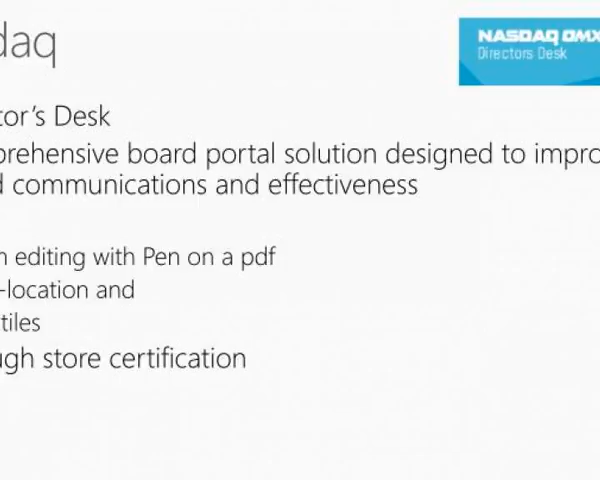 daq
NASDAQ OMX
Directors Desk
tor's Desk
prehensive board portal solution designed to impro
d communications and effectiveness
n editing with Pen on a pdf
-location and
tiles
ugh store certification